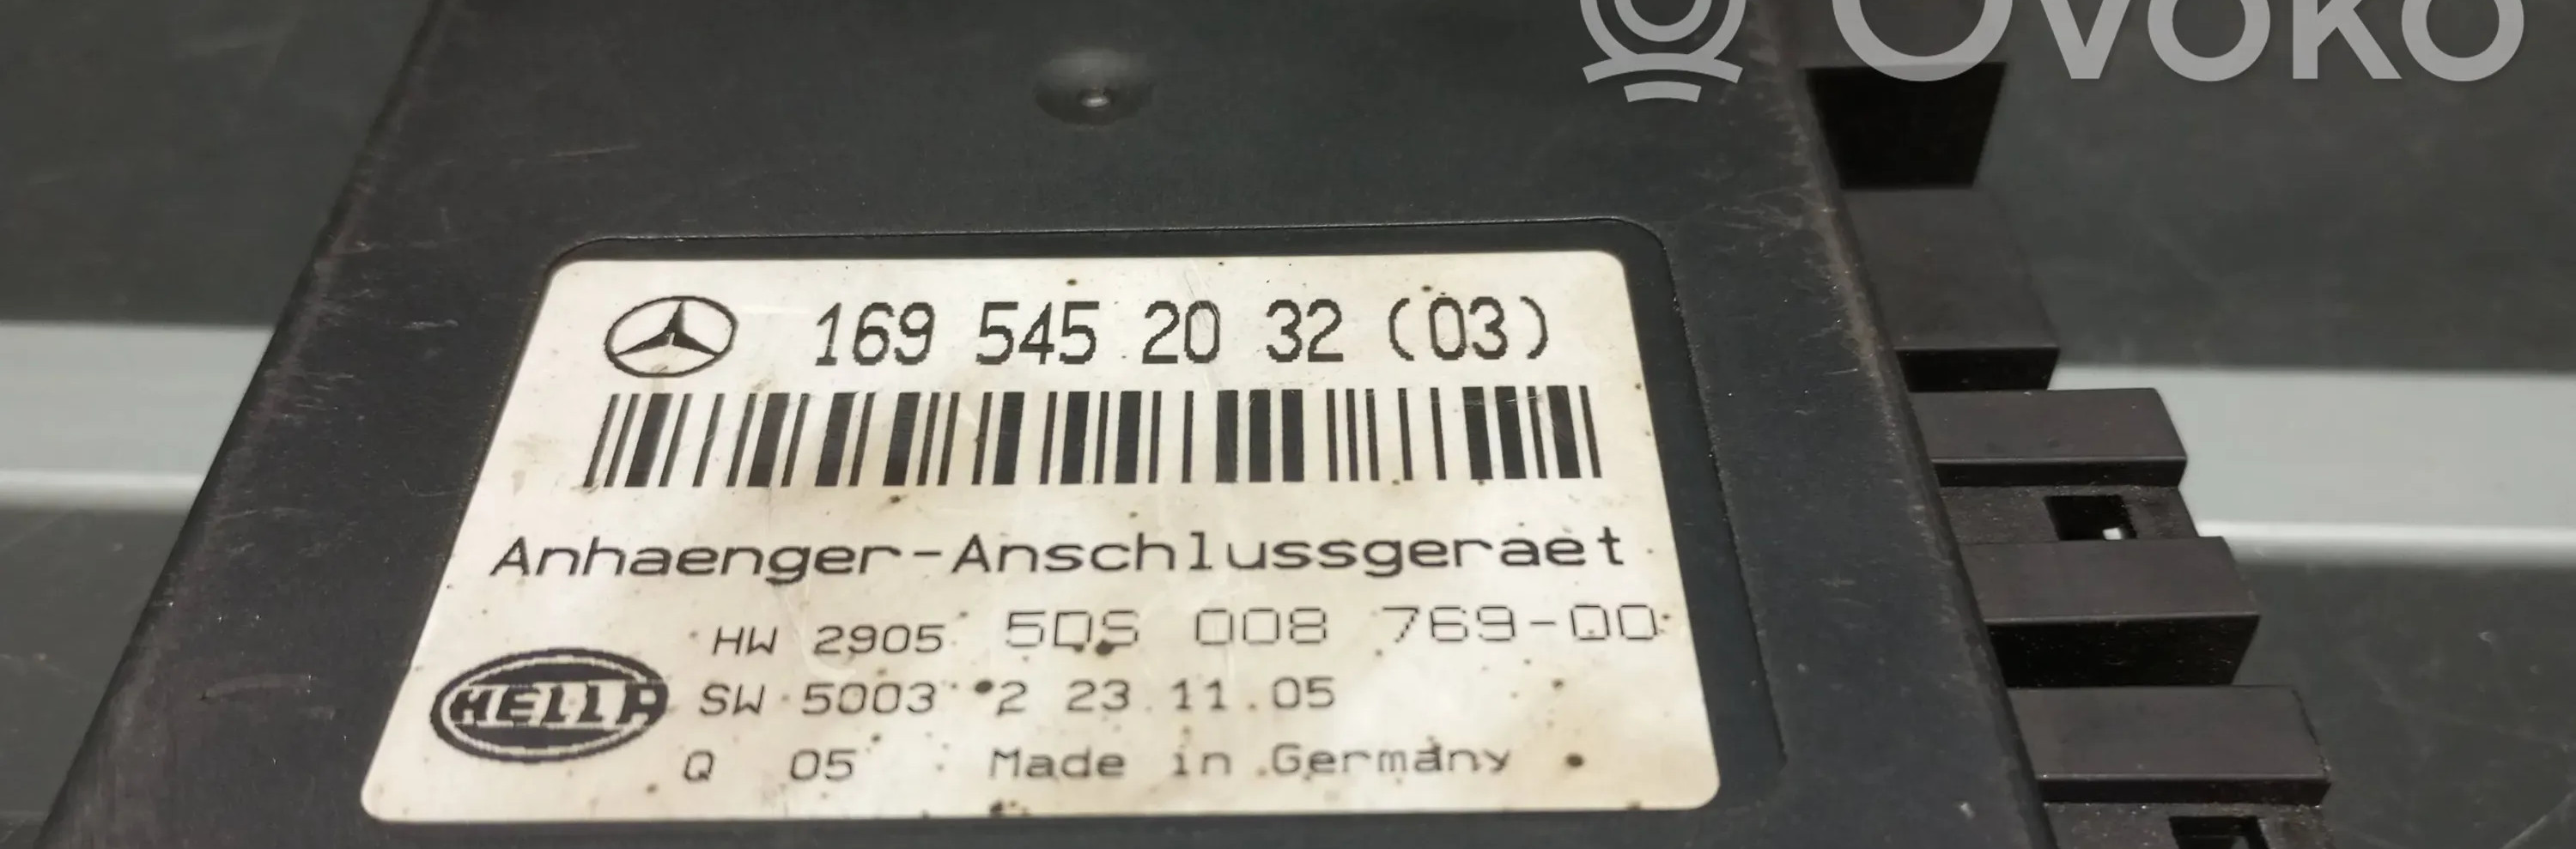 Ovoko
169 545 20 32 (03)
Anhaenger-Anschlussgeraet
HW 2905 5DS 008 769-00
HELLA
SW 5003 2 23.11.05
Q 05 Made in Germany